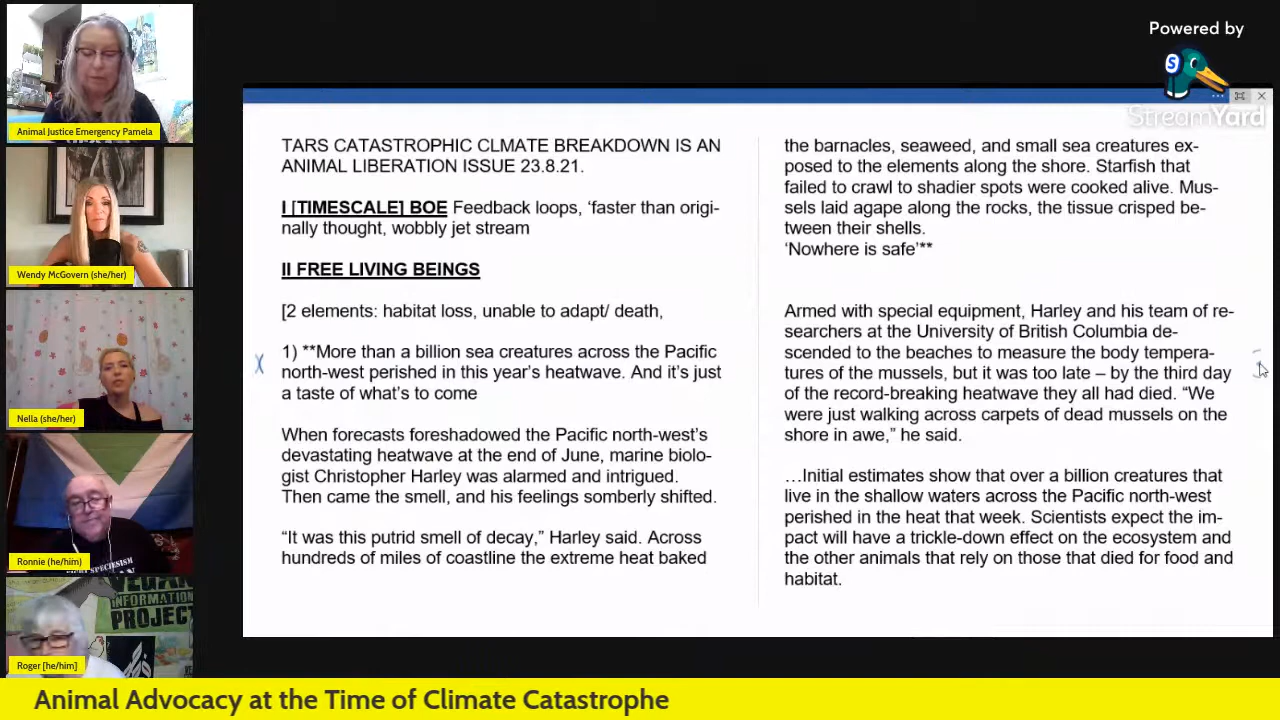 Powered by
S
StreamYard
Animal Justice Emergency Pamela
Wendy McGovern (she/her)
Nella (she/her)
Ronnie (he/him)
VEGAN
INFORMATION
PROJECT
Roger [he/him]
TARS CATASTROPHIC CLMATE BREAKDOWN IS AN
ANIMAL LIBERATION ISSUE 23.8.21.
I [TIMESCALE] BOE Feedback loops, ‘faster than origi-
nally thought, wobbly jet stream
II FREE LIVING BEINGS
[2 elements: habitat loss, unable to adapt/ death,
1) **More than a billion sea creatures across the Pacific
north-west perished in this year’s heatwave. And it’s just
a taste of what’s to come
When forecasts foreshadowed the Pacific north-west’s
devastating heatwave at the end of June, marine biolo-
gist Christopher Harley was alarmed and intrigued.
Then came the smell, and his feelings somberly shifted.
“It was this putrid smell of decay,” Harley said. Across
hundreds of miles of coastline the extreme heat baked
the barnacles, seaweed, and small sea creatures ex-
posed to the elements along the shore. Starfish that
failed to crawl to shadier spots were cooked alive. Mus-
sels laid agape along the rocks, the tissue crisped be-
tween their shells.
‘Nowhere is safe’**
Armed with special equipment, Harley and his team of re-
searchers at the University of British Columbia de-
scended to the beaches to measure the body tempera-
tures of the mussels, but it was too late – by the third day
of the record-breaking heatwave they all had died. “We
were just walking across carpets of dead mussels on the
shore in awe,” he said.
…Initial estimates show that over a billion creatures that
live in the shallow waters across the Pacific north-west
perished in the heat that week. Scientists expect the im-
pact will have a trickle-down effect on the ecosystem and
the other animals that rely on those that died for food and
habitat.
Animal Advocacy at the Time of Climate Catastrophe